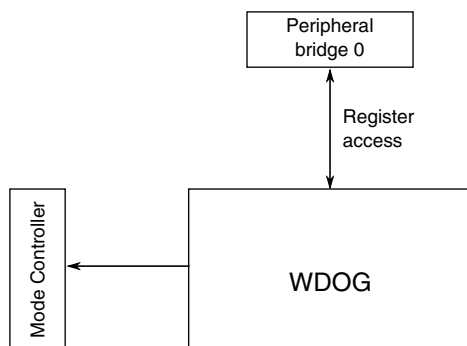 Peripheral
bridge 0
Register
access
Mode Controller
WDOG